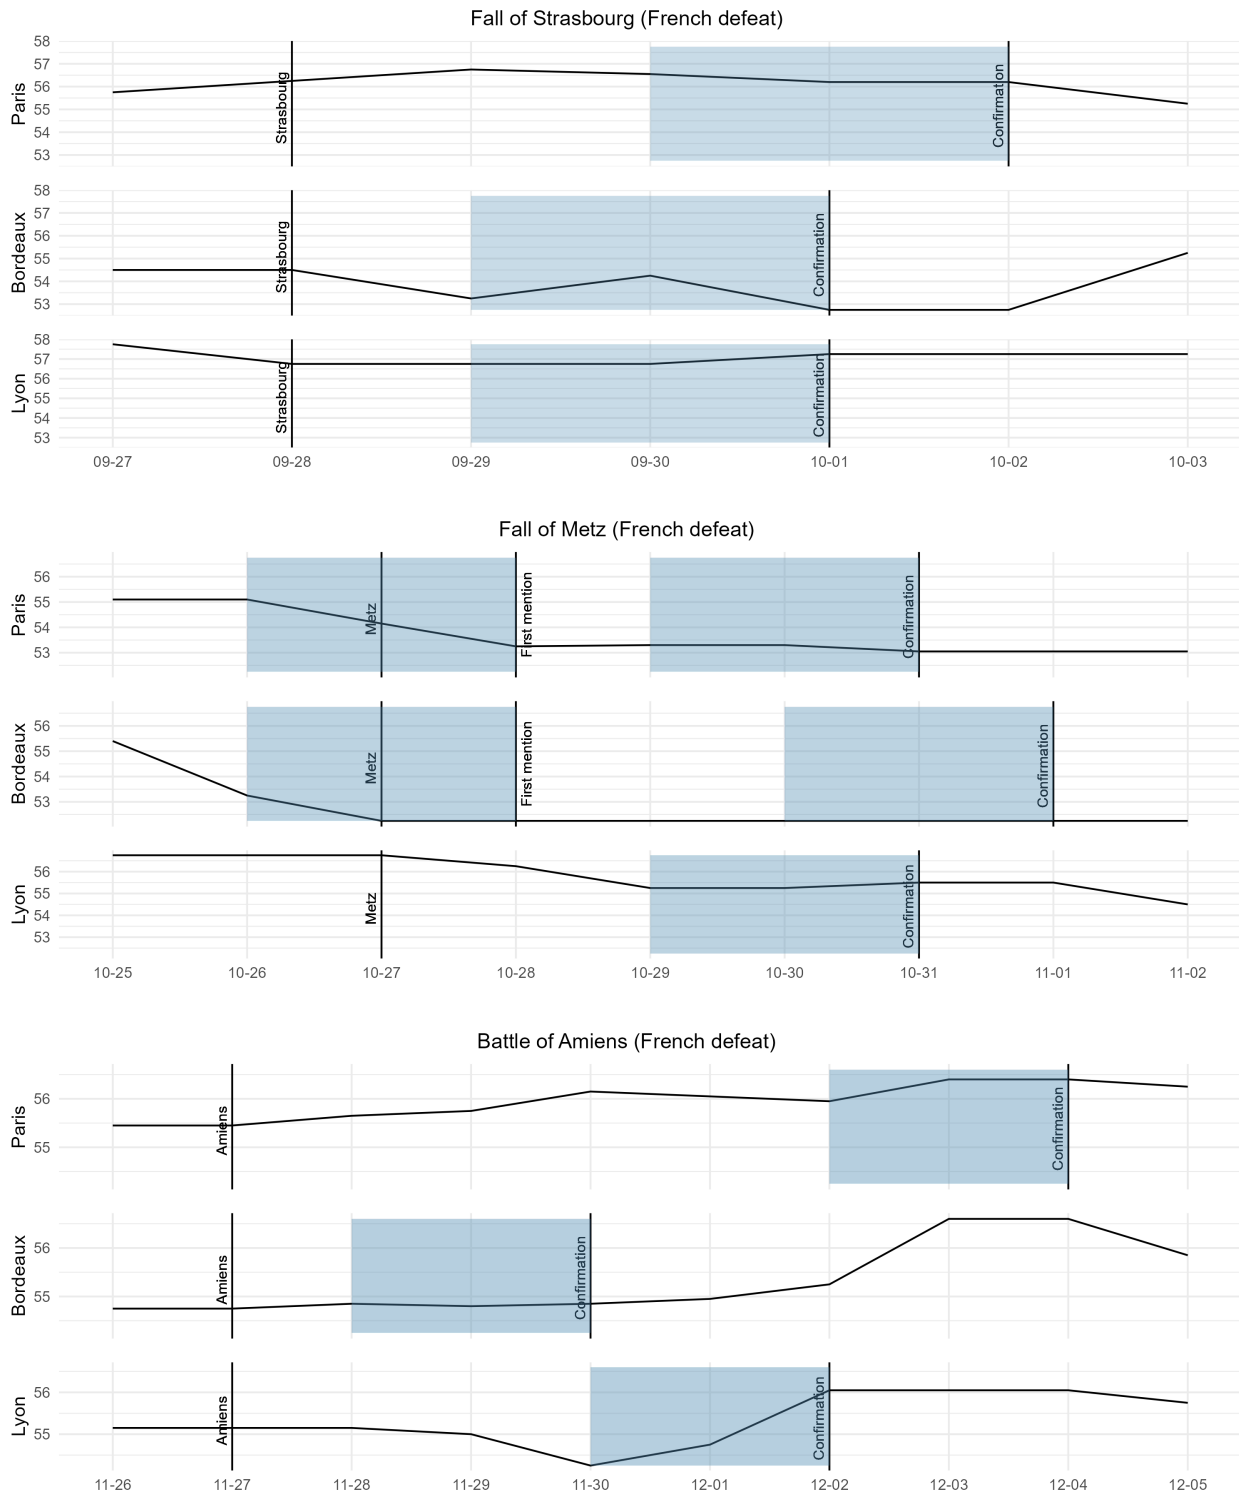 Fall of Strasbourg (French defeat)
Paris
58
57
56
55
54
53
Strasbourg
Confirmation
Bordeaux
58
57
56
55
54
53
Strasbourg
Confirmation
Lyon
58
57
56
55
54
53
Strasbourg
Confirmation
09-27 09-28 09-29 09-30 10-01 10-02 10-03
Fall of Metz (French defeat)
Paris
56
55
54
53
Metz
First mention
Confirmation
Bordeaux
56
55
54
53
Metz
First mention
Confirmation
Lyon
56
55
54
53
Metz
Confirmation
10-25 10-26 10-27 10-28 10-29 10-30 10-31 11-01 11-02
Battle of Amiens (French defeat)
Paris
56
55
Amiens
Confirmation
Bordeaux
56
55
Amiens
Confirmation
Lyon
56
55
Amiens
Confirmation
11-26 11-27 11-28 11-29 11-30 12-01 12-02 12-03 12-04 12-05